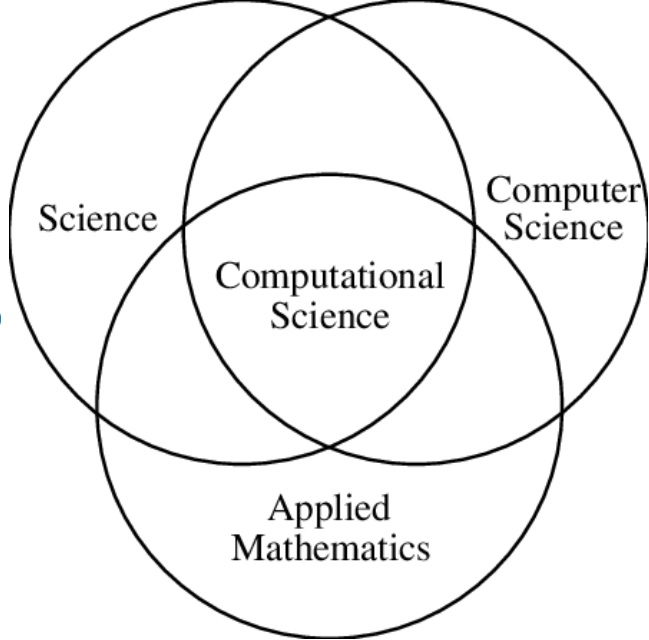 Science
Computer
Science
Computational
Science
Applied
Mathematics